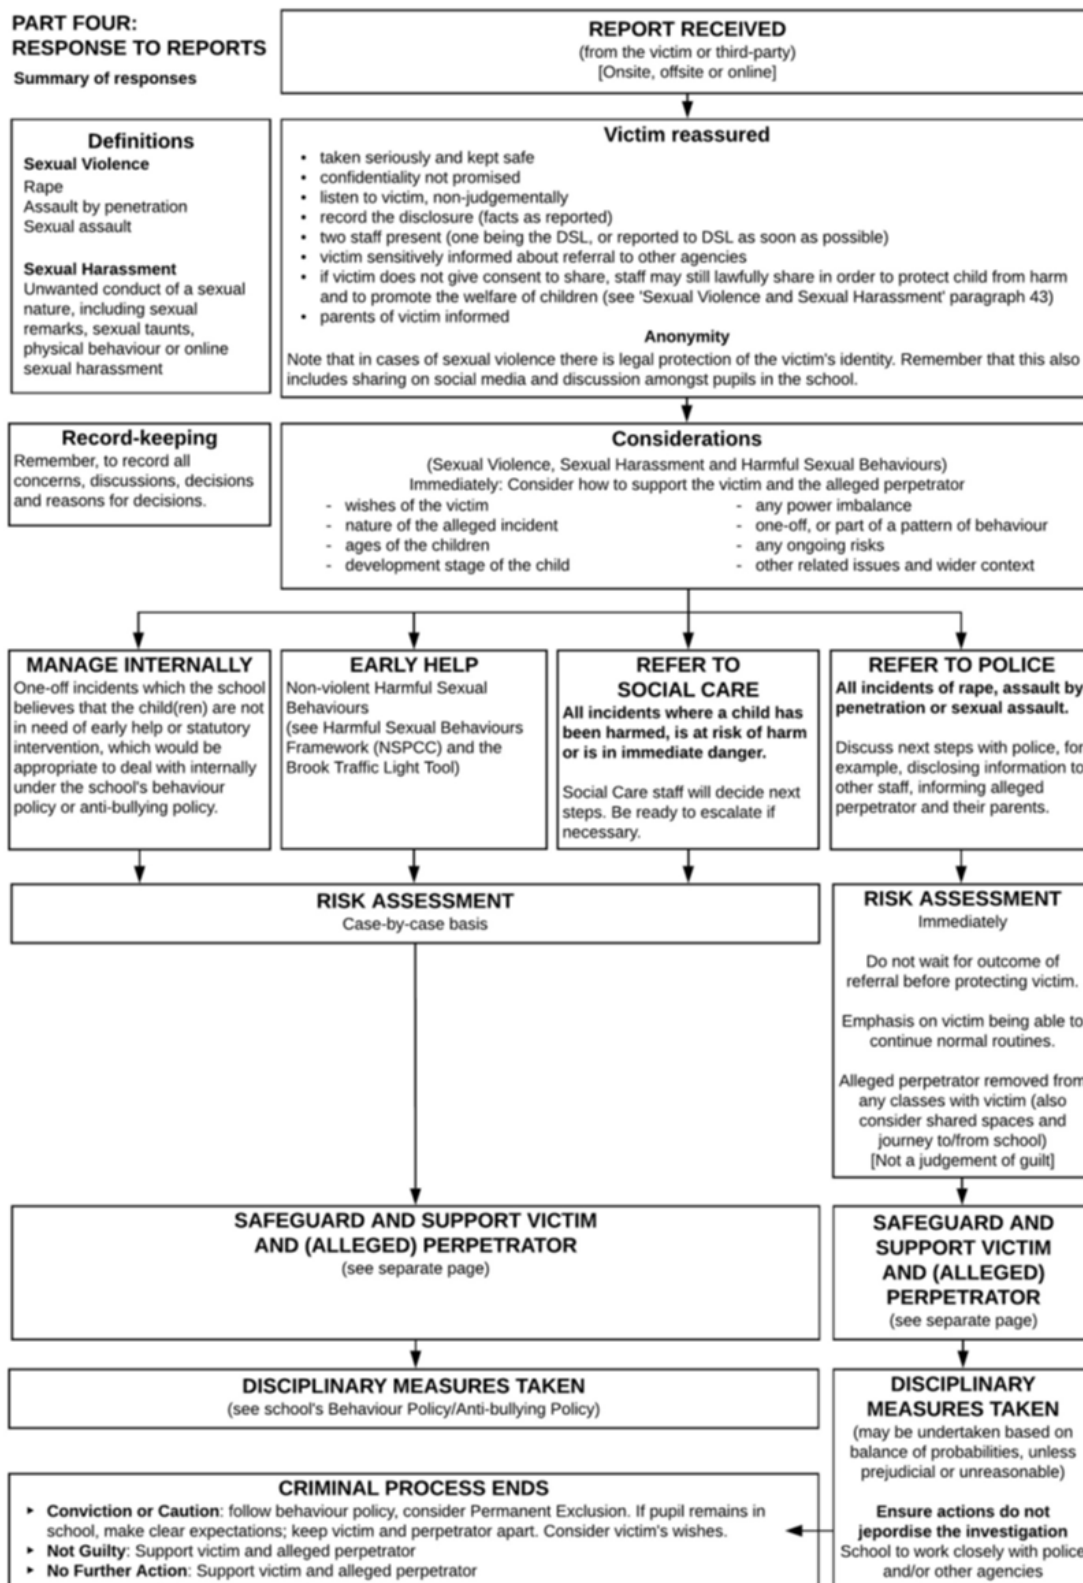 PART FOUR:
RESPONSE TO REPORTS
Summary of responses
REPORT RECEIVED
(from the victim or third-party)
[Onsite, offsite or online]
Definitions
Sexual Violence
Rape
Assault by penetration
Sexual assault
Sexual Harassment
Unwanted conduct of a sexual
nature, including sexual
remarks, sexual taunts,
physical behaviour or online
sexual harassment
Victim reassured
• taken seriously and kept safe
• confidentiality not promised
• listen to victim, non-judgementally
• record the disclosure (facts as reported)
• two staff present (one being the DSL, or reported to DSL as soon as possible)
• victim sensitively informed about referral to other agencies
• if victim does not give consent to share, staff may still lawfully share in order to protect child from harm
and to promote the welfare of children (see 'Sexual Violence and Sexual Harassment' paragraph 43)
• parents of victim informed
Anonymity
Note that in cases of sexual violence there is legal protection of the victim's identity. Remember that this also
includes sharing on social media and discussion amongst pupils in the school.
Record-keeping
Remember, to record all
concerns, discussions, decisions
and reasons for decisions.
Considerations
(Sexual Violence, Sexual Harassment and Harmful Sexual Behaviours)
Immediately: Consider how to support the victim and the alleged perpetrator
- wishes of the victim
- nature of the alleged incident
- ages of the children
- development stage of the child
- any power imbalance
- one-off, or part of a pattern of behaviour
- any ongoing risks
- other related issues and wider context
MANAGE INTERNALLY
One-off incidents which the school
believes that the child(ren) are not
in need of early help or statutory
intervention, which would be
appropriate to deal with internally
under the school's behaviour
policy or anti-bullying policy.
EARLY HELP
Non-violent Harmful Sexual
Behaviours
(see Harmful Sexual Behaviours
Framework (NSPCC) and the
Brook Traffic Light Tool)
REFER TO
SOCIAL CARE
All incidents where a child has
been harmed, is at risk of harm
or is in immediate danger.
Social Care staff will decide next
steps. Be ready to escalate if
necessary.
REFER TO POLICE
All incidents of rape, assault by
penetration or sexual assault.
Discuss next steps with police, for
example, disclosing information to
other staff, informing alleged
perpetrator and their parents.
RISK ASSESSMENT
Case-by-case basis
RISK ASSESSMENT
Immediately
Do not wait for outcome of
referral before protecting victim.
Emphasis on victim being able to
continue normal routines.
Alleged perpetrator removed from
any classes with victim (also
consider shared spaces and
journey to/from school)
[Not a judgement of guilt]
SAFEGUARD AND SUPPORT VICTIM
AND (ALLEGED) PERPETRATOR
(see separate page)
SAFEGUARD AND
SUPPORT VICTIM
AND (ALLEGED)
PERPETRATOR
(see separate page)
DISCIPLINARY MEASURES TAKEN
(see school's Behaviour Policy/Anti-bullying Policy)
DISCIPLINARY
MEASURES TAKEN
(may be undertaken based on
balance of probabilities, unless
prejudicial or unreasonable)
Ensure actions do not
jepordise the investigation
School to work closely with police
and/or other agencies
CRIMINAL PROCESS ENDS
‣ Conviction or Caution: follow behaviour policy, consider Permanent Exclusion. If pupil remains in
school, make clear expectations; keep victim and perpetrator apart. Consider victim's wishes.
‣ Not Guilty: Support victim and alleged perpetrator
‣ No Further Action: Support victim and alleged perpetrator